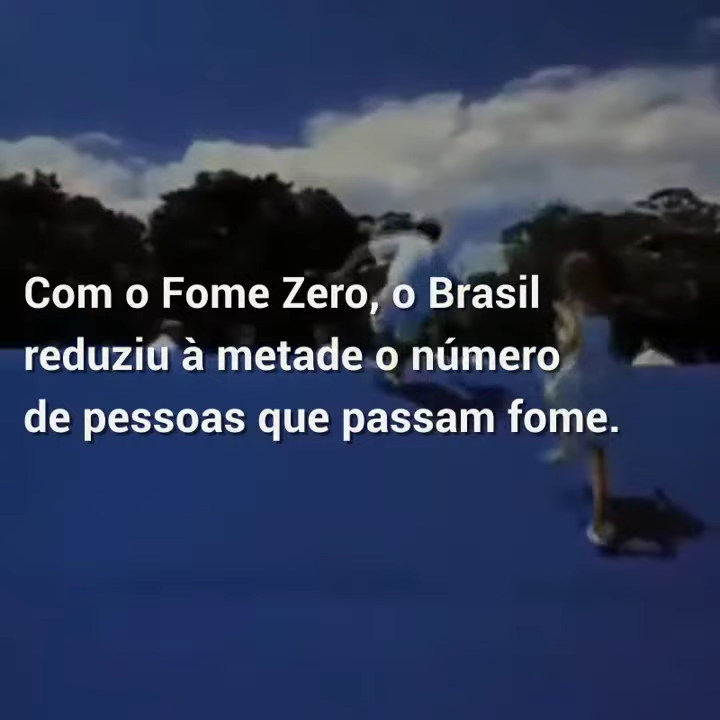 Com o Fome Zero, o Brasil
reduziu à metade o número
de pessoas que passam fome.